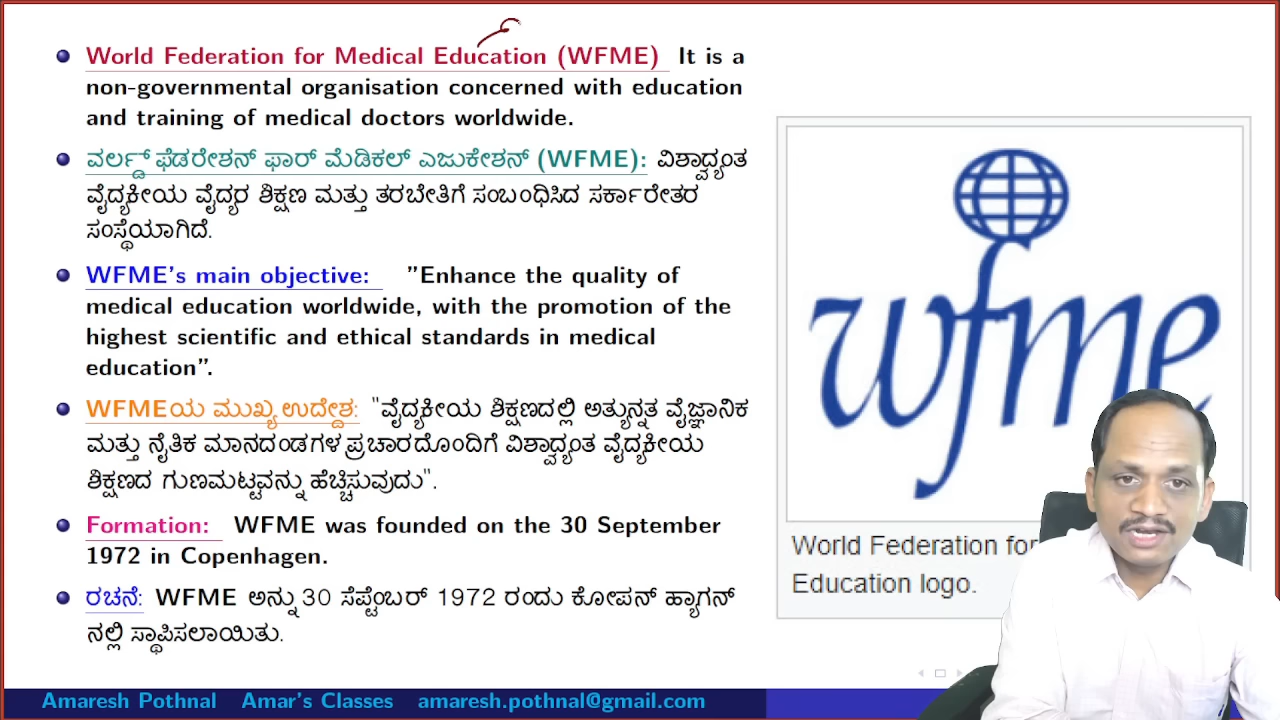 World Federation for Medical Education (WFME) It is a
non-governmental organisation concerned with education
and training of medical doctors worldwide.
ವರ್ಲ್ಡ್ ಫೆಡರೇಶನ್ ಫಾರ್ ಮೆಡಿಕಲ್ ಎಜುಕೇಶನ್ (WFME): ವಿಶ್ವಾದ್ಯಂತ
ವೈದ್ಯಕೀಯ ವೈದ್ಯರ ಶಿಕ್ಷಣ ಮತ್ತು ತರಬೇತಿಗೆ ಸಂಬಂಧಿಸಿದ ಸರ್ಕಾರೇತರ
ಸಂಸ್ಥೆಯಾಗಿದೆ.
WFME's main objective: "Enhance the quality of
medical education worldwide, with the promotion of the
highest scientific and ethical standards in medical
education".
WFMEಯ ಮುಖ್ಯ ಉದ್ದೇಶ: "ವೈದ್ಯಕೀಯ ಶಿಕ್ಷಣದಲ್ಲಿ ಅತ್ಯುನ್ನತ ವೈಜ್ಞಾನಿಕ
ಮತ್ತು ನೈತಿಕ ಮಾನದಂಡಗಳ ಪ್ರಚಾರದೊಂದಿಗೆ ವಿಶ್ವಾದ್ಯಂತ ವೈದ್ಯಕೀಯ
ಶಿಕ್ಷಣದ ಗುಣಮಟ್ಟವನ್ನು ಹೆಚ್ಚಿಸುವುದು".
Formation: WFME was founded on the 30 September
1972 in Copenhagen.
ರಚನೆ: WFME ಅನ್ನು 30 ಸೆಪ್ಟೆಂಬರ್ 1972 ರಂದು ಕೋಪನ್ ಹ್ಯಾಗನ್
ನಲ್ಲಿ ಸ್ಥಾಪಿಸಲಾಯಿತು.
wfme
World Federation for
Education logo.
Amaresh Pothnal Amar's Classes amaresh.pothnal@gmail.com